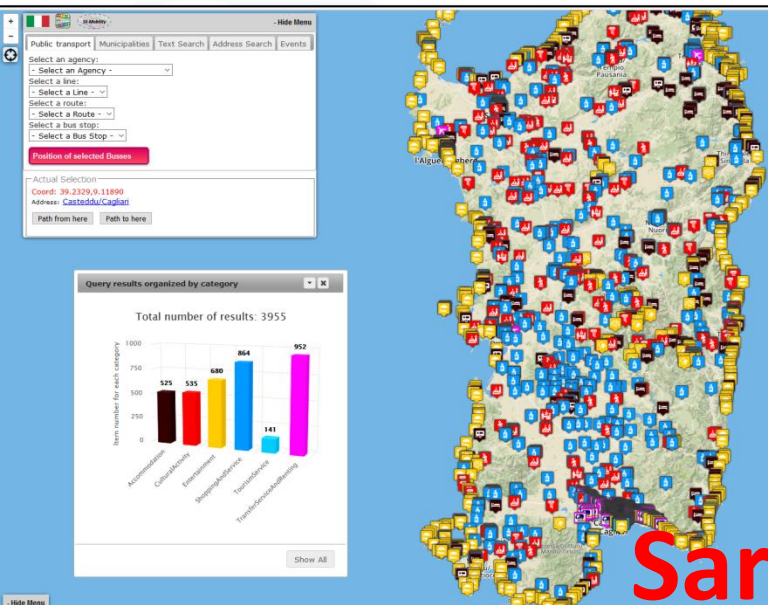 +
-
Sii-Mobility
- Hide Menu
Public transport
Municipalities
Text Search
Address Search
Events
Select an agency:
- Select an Agency -
Select a line:
- Select a Line -
Select a route:
- Select a Route -
Select a bus stop:
- Select a Bus Stop -
Position of selected Busses
Actual Selection
Coord: 39.2329,9.11890
Address: Casteddu/Cagliari
Path from here
Path to here
Query results organized by category
Total number of results: 3955
Item number for each category
1000
750
500
250
0
525
535
680
864
141
952
Accommodation
CulturalActivity
Entertainment
ShoppingAndService
TourismService
TransferServiceAndRenting
Show All
- Hide Menu
Tempio
Pausania
Sar